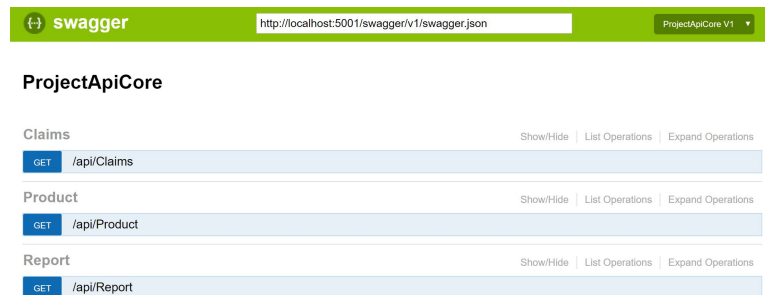 {···} swagger http://localhost:5001/swagger/v1/swagger.json ProjectApiCore V1 ▼
ProjectApiCore
Claims Show/Hide List Operations Expand Operations
GET /api/Claims
Product Show/Hide List Operations Expand Operations
GET /api/Product
Report Show/Hide List Operations Expand Operations
GET /api/Report